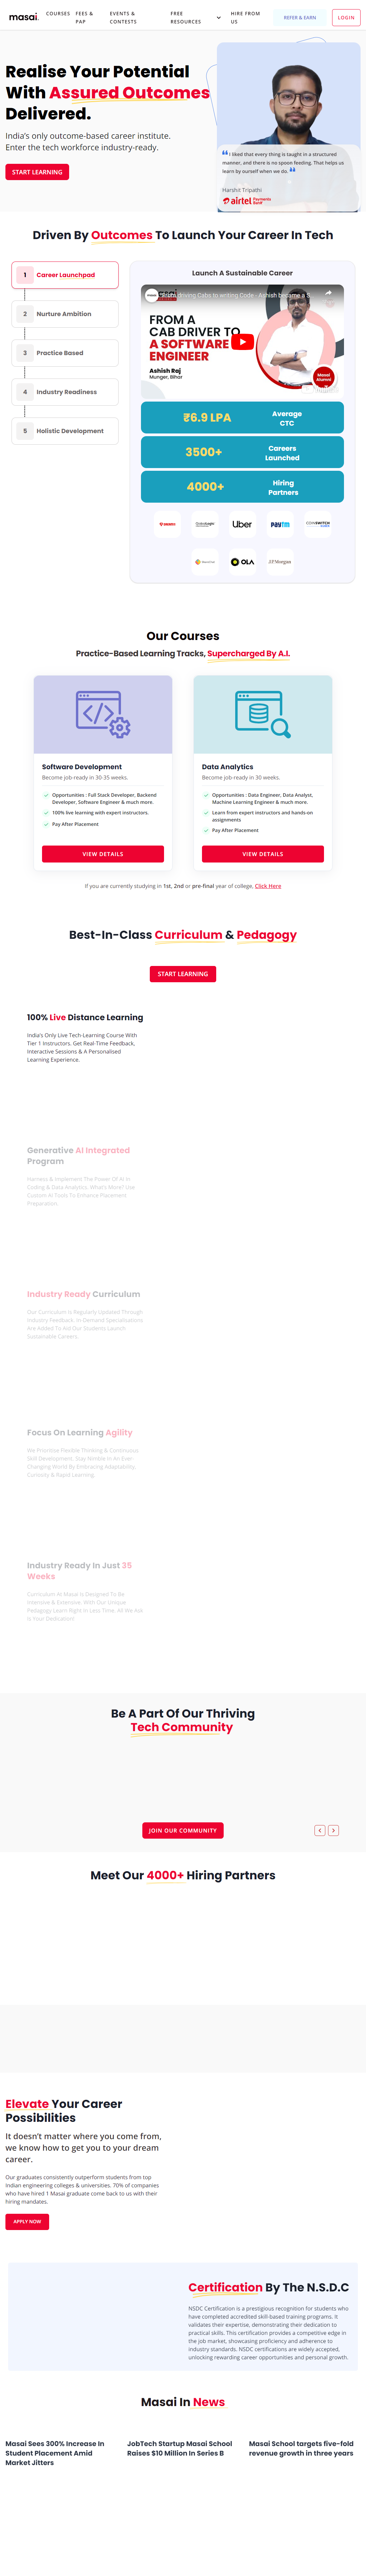 masai.
COURSES
FEES &
PAP
EVENTS &
CONTESTS
FREE
RESOURCES
HIRE FROM
US
REFER & EARN
LOGIN
Realise Your Potential
With Assured Outcomes
Delivered.
India's only outcome-based career institute.
Enter the tech workforce industry-ready.
START LEARNING
I liked that every thing is taught in a structured
manner, and there is no spoon feeding. That helps us
learn by ourself when we do.
Harshit Tripathi
airtel Payments
Bank
Driven By Outcomes To Launch Your Career In Tech
1 Career Launchpad
2 Nurture Ambition
3 Practice Based
4 Industry Readiness
5 Holistic Development
Launch A Sustainable Career
FROM A
CAB DRIVER TO
A SOFTWARE
ENGINEER
Ashish Raj
Munger, Bihar
Masai
Alumni
₹6.9 LPA
Average
CTC
3500+
Careers
Launched
4000+
Hiring
Partners
Uber
paytm
COINSWITCH
OLA
J.P.Morgan
Our Courses
Practice-Based Learning Tracks, Supercharged By A.I.
Software Development
Become job-ready in 30-35 weeks.
Opportunities : Full Stack Developer, Backend
Developer, Software Engineer & much more.
100% live learning with expert instructors.
Pay After Placement
VIEW DETAILS
Data Analytics
Become job-ready in 30 weeks.
Opportunities : Data Engineer, Data Analyst,
Machine Learning Engineer & much more.
Learn from expert instructors and hands-on
assignments
Pay After Placement
VIEW DETAILS
If you are currently studying in 1st, 2nd or pre-final year of college, Click Here
Best-In-Class Curriculum & Pedagogy
START LEARNING
100% Live Distance Learning
India's Only Live Tech-Learning Course With
Tier 1 Instructors. Get Real-Time Feedback,
Interactive Sessions & A Personalised
Learning Experience.
Generative AI Integrated
Program
Harness & Implement The Power Of AI In
Coding & Data Analytics. What's More? Use
Custom AI Tools To Enhance Placement
Preparation.
Industry Ready Curriculum
Our Curriculum Is Regularly Updated Through
Industry Feedback. In-Demand Specialisations
Are Added To Aid Our Students Launch
Sustainable Careers.
Focus On Learning Agility
We Prioritise Flexible Thinking & Continuous
Skill Development. Stay Nimble In An Ever-
Changing World By Embracing Adaptability,
Curiosity & Rapid Learning.
Industry Ready In Just 35
Weeks
Curriculum At Masai Is Designed To Be
Intensive & Extensive. With Our Unique
Pedagogy Learn Right In Less Time. All We Ask
Is Your Dedication!
Be A Part Of Our Thriving
Tech Community
JOIN OUR COMMUNITY
Meet Our 4000+ Hiring Partners
Elevate Your Career
Possibilities
It doesn't matter where you come from,
we know how to get you to your dream
career.
Our graduates consistently outperform students from top
Indian engineering colleges & universities. 70% of companies
who have hired 1 Masai graduate come back to us with their
hiring mandates.
APPLY NOW
Certification By The N.S.D.C
NSDC Certification is a prestigious recognition for students who
have completed accredited skill-based training programs. It
validates their expertise, demonstrating their dedication to
practical skills. This certification provides a competitive edge in
the job market, showcasing proficiency and adherence to
industry standards. NSDC certifications are widely accepted,
unlocking rewarding career opportunities and personal growth.
Masai In News
Masai Sees 300% Increase In
Student Placement Amid
Market Jitters
JobTech Startup Masai School
Raises $10 Million In Series B
Masai School targets five-fold
revenue growth in three years